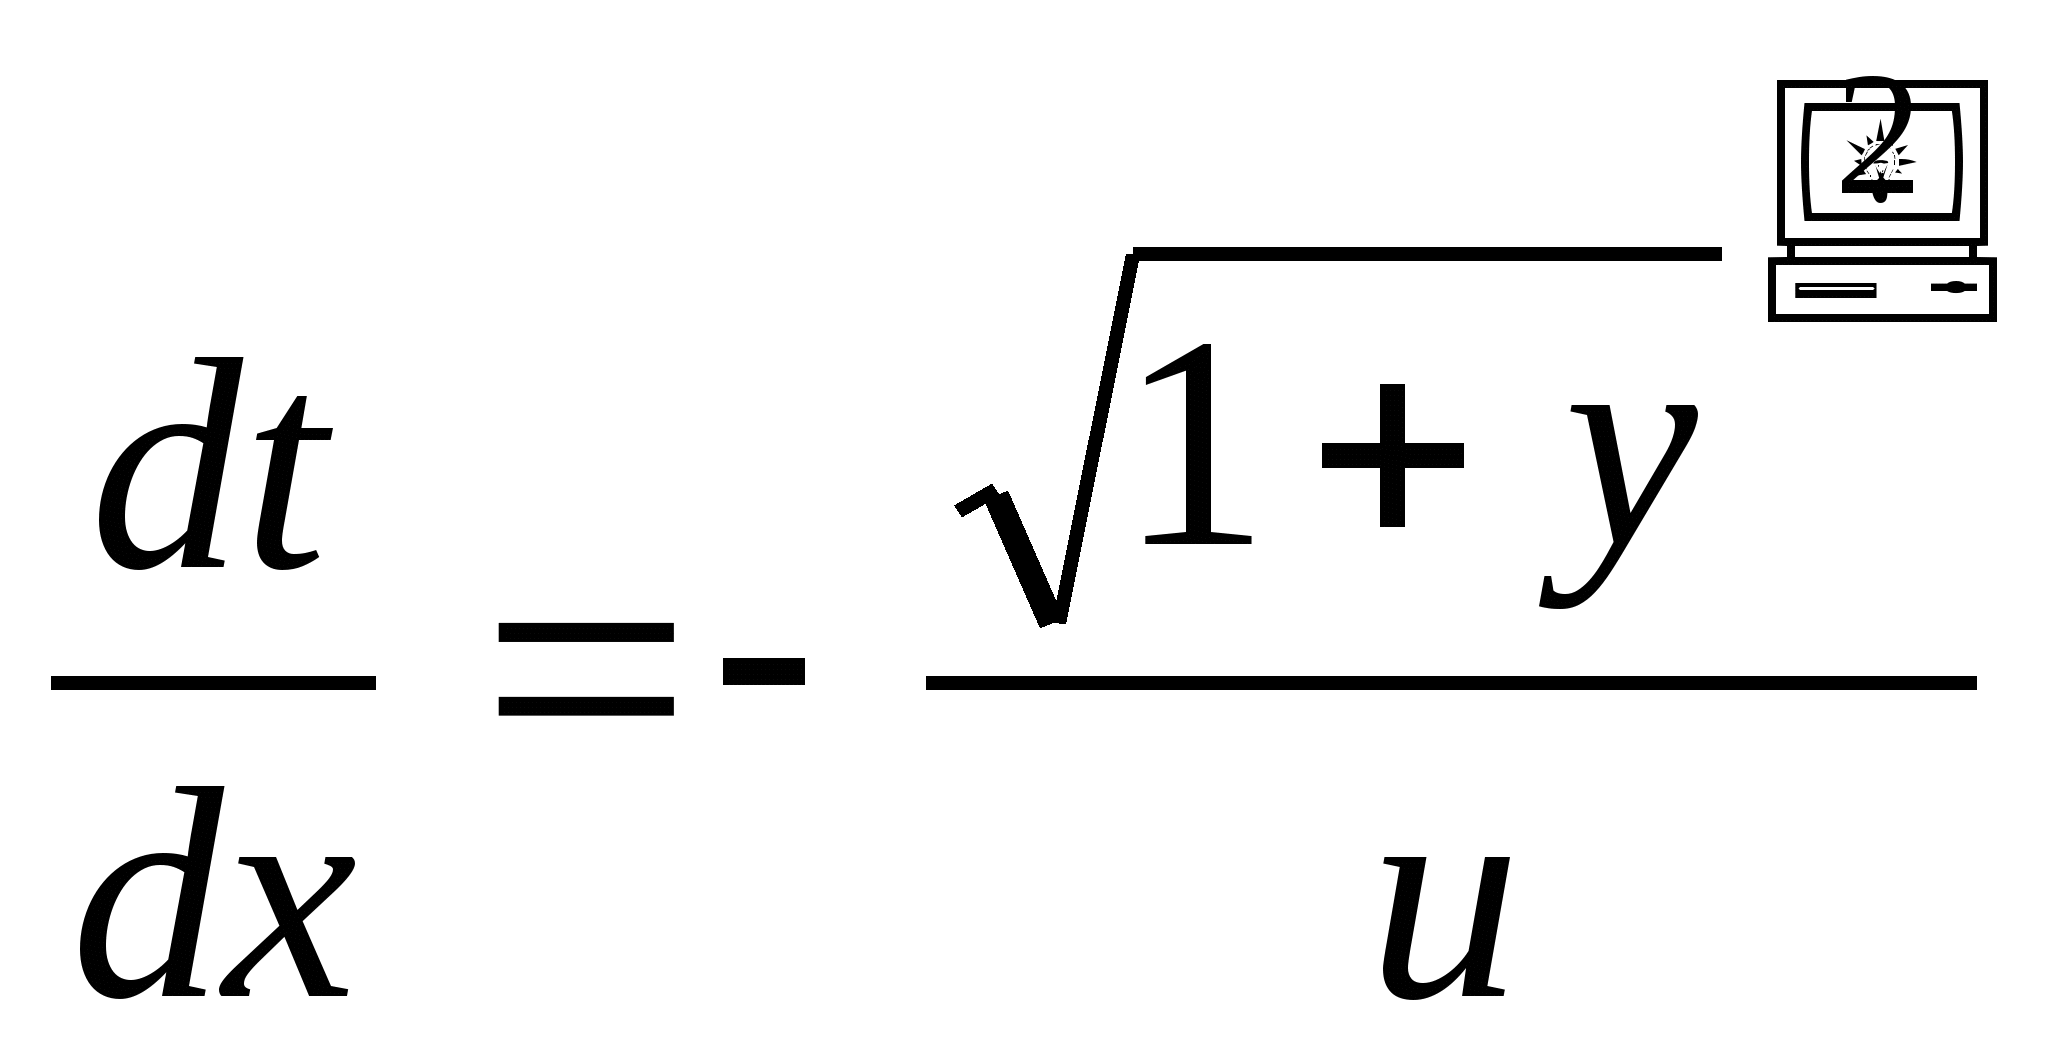 dt/dx = - √(1 + y) 2 / u